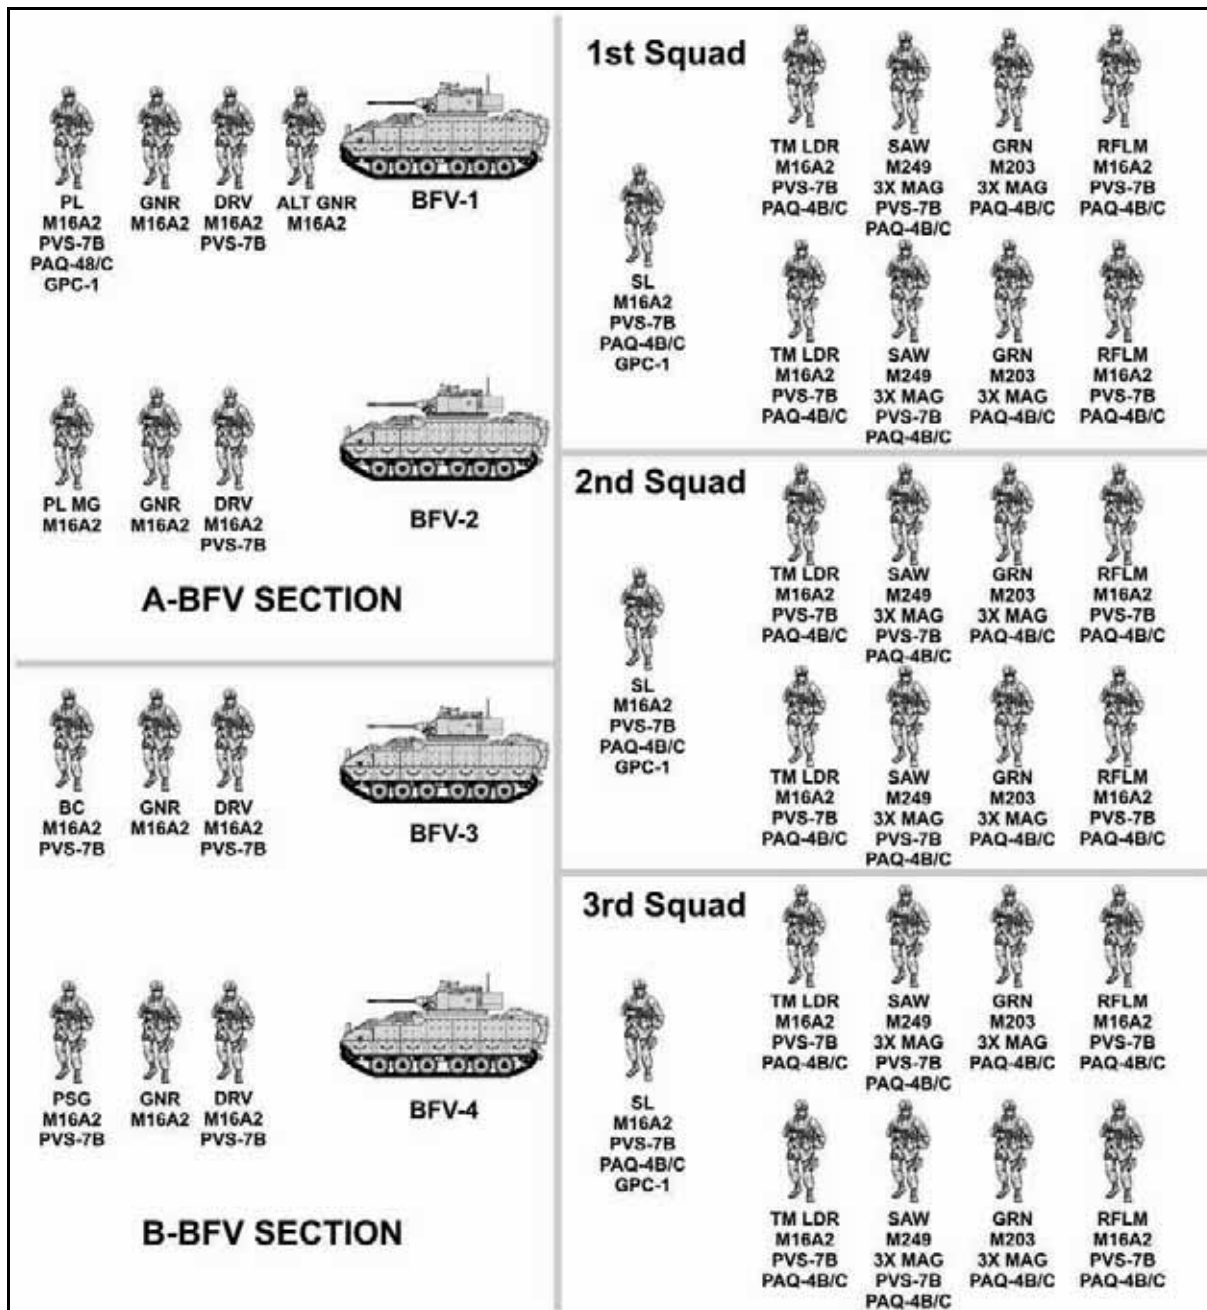 PL
M16A2
PVS-7B
PAQ-48/C
GPC-1
GNR
M16A2
DRV
M16A2
PVS-7B
ALT GNR
M16A2
BFV-1
PL MG
M16A2
GNR
M16A2
DRV
M16A2
PVS-7B
BFV-2
A-BFV SECTION
BC
M16A2
PVS-7B
GNR
M16A2
DRV
M16A2
PVS-7B
BFV-3
PSG
M16A2
PVS-7B
GNR
M16A2
DRV
M16A2
PVS-7B
BFV-4
B-BFV SECTION
1st Squad
SL
M16A2
PVS-7B
PAQ-4B/C
GPC-1
TM LDR
M16A2
PVS-7B
PAQ-4B/C
SAW
M249
3X MAG
PVS-7B
PAQ-4B/C
GRN
M203
3X MAG
PAQ-4B/C
RFLM
M16A2
PVS-7B
PAQ-4B/C
TM LDR
M16A2
PVS-7B
PAQ-4B/C
SAW
M249
3X MAG
PVS-7B
PAQ-4B/C
GRN
M203
3X MAG
PAQ-4B/C
RFLM
M16A2
PVS-7B
PAQ-4B/C
2nd Squad
SL
M16A2
PVS-7B
PAQ-4B/C
GPC-1
TM LDR
M16A2
PVS-7B
PAQ-4B/C
SAW
M249
3X MAG
PVS-7B
PAQ-4B/C
GRN
M203
3X MAG
PAQ-4B/C
RFLM
M16A2
PVS-7B
PAQ-4B/C
TM LDR
M16A2
PVS-7B
PAQ-4B/C
SAW
M249
3X MAG
PVS-7B
PAQ-4B/C
GRN
M203
3X MAG
PAQ-4B/C
RFLM
M16A2
PVS-7B
PAQ-4B/C
3rd Squad
SL
M16A2
PVS-7B
PAQ-4B/C
GPC-1
TM LDR
M16A2
PVS-7B
PAQ-4B/C
SAW
M249
3X MAG
PVS-7B
PAQ-4B/C
GRN
M203
3X MAG
PAQ-4B/C
RFLM
M16A2
PVS-7B
PAQ-4B/C
TM LDR
M16A2
PVS-7B
PAQ-4B/C
SAW
M249
3X MAG
PVS-7B
PAQ-4B/C
GRN
M203
3X MAG
PAQ-4B/C
RFLM
M16A2
PVS-7B
PAQ-4B/C